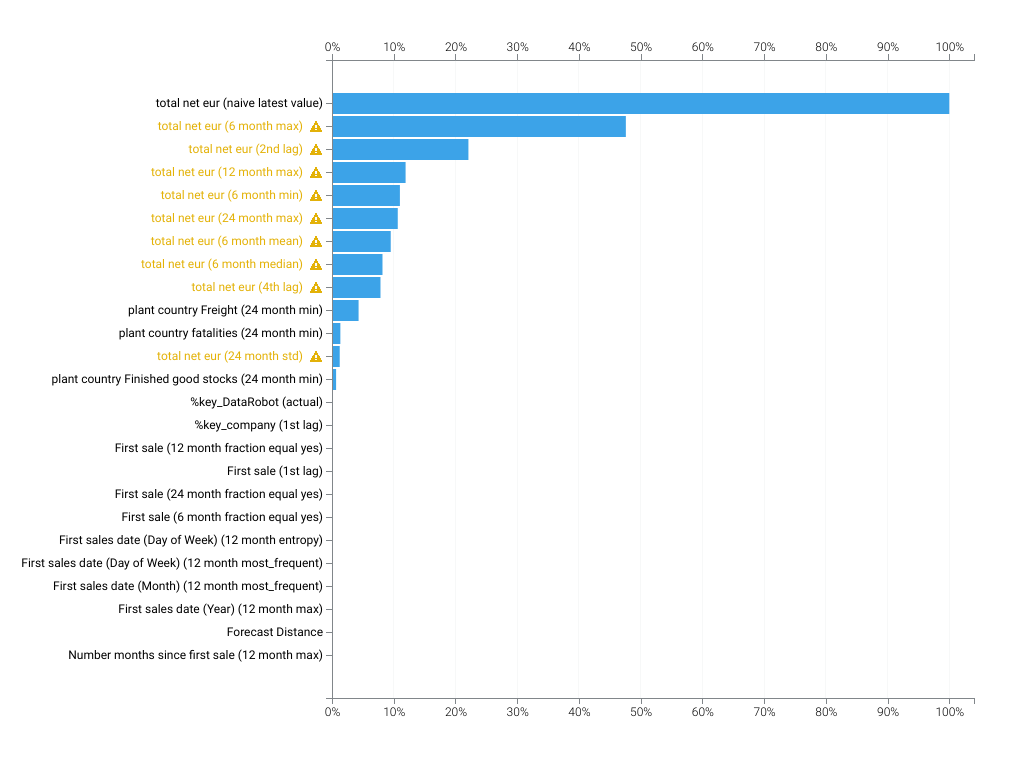 0% 10% 20% 30% 40% 50% 60% 70% 80% 90% 100%
total net eur (naive latest value)
total net eur (6 month max)
total net eur (2nd lag)
total net eur (12 month max)
total net eur (6 month min)
total net eur (24 month max)
total net eur (6 month mean)
total net eur (6 month median)
total net eur (4th lag)
plant country Freight (24 month min)
plant country fatalities (24 month min)
total net eur (24 month std)
plant country Finished good stocks (24 month min)
%key_DataRobot (actual)
%key_company (1st lag)
First sale (12 month fraction equal yes)
First sale (1st lag)
First sale (24 month fraction equal yes)
First sale (6 month fraction equal yes)
First sales date (Day of Week) (12 month entropy)
First sales date (Day of Week) (12 month most_frequent)
First sales date (Month) (12 month most_frequent)
First sales date (Year) (12 month max)
Forecast Distance
Number months since first sale (12 month max)
0% 10% 20% 30% 40% 50% 60% 70% 80% 90% 100%